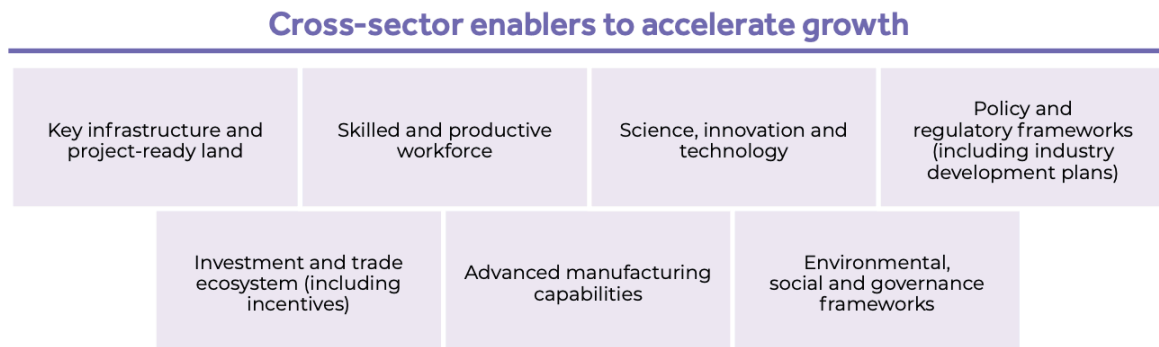 Cross-sector enablers to accelerate growth
Key infrastructure and
project-ready land
Skilled and productive
workforce
Science, innovation and
technology
Policy and
regulatory frameworks
(including industry
development plans)
Investment and trade
ecosystem (including
incentives)
Advanced manufacturing
capabilities
Environmental,
social and governance
frameworks